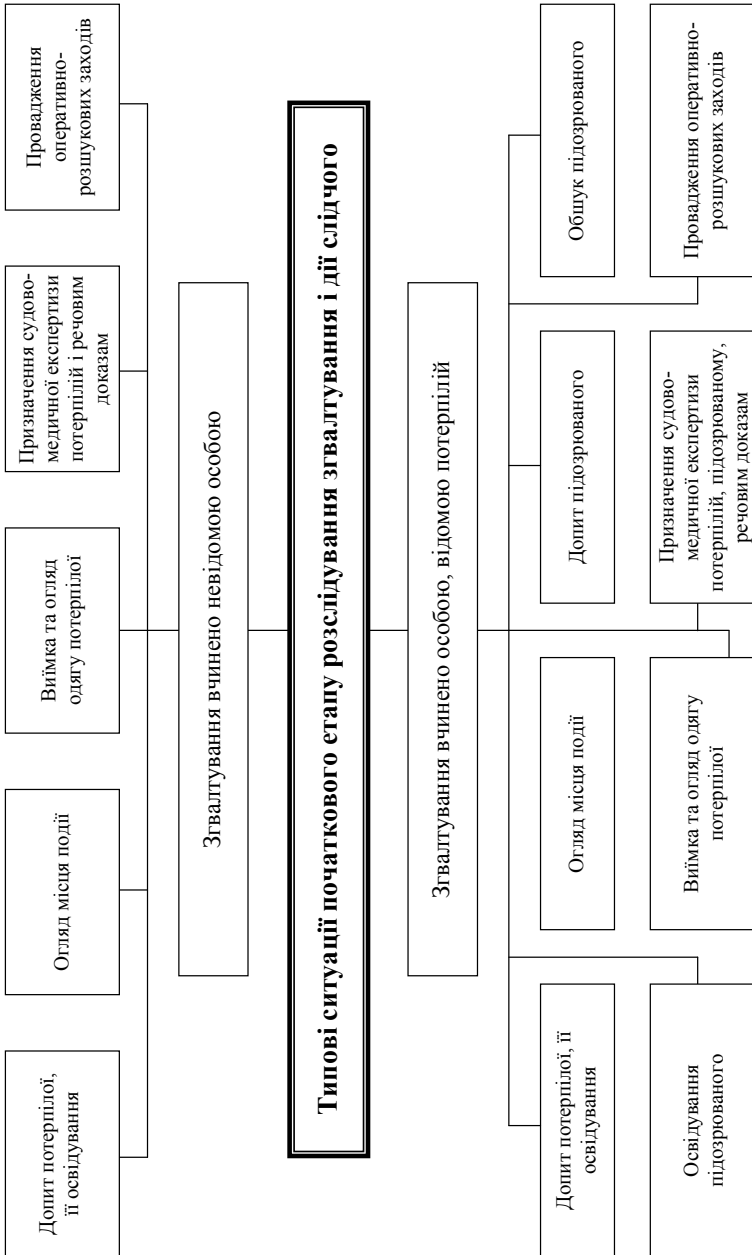 Допит потерпілої,
її освідування
Огляд місця події
Виїмка та огляд
одягу потерпілої
Призначення судово-
медичної експертизи
потерпілій і речовим
доказам
Провадження
оперативно-
розшукових заходів
Згвалтування вчинено невідомою особою
Типові ситуації початкового етапу розслідування згвалтування і дії слідчого
Згвалтування вчинено особою, відомою потерпілій
Допит потерпілої, її
освідування
Огляд місця події
Допит підозрюваного
Обшук підозрюваного
Освідування
підозрюваного
Виїмка та огляд одягу
потерпілої
Призначення судово-
медичної експертизи
потерпілій, підозрюваному,
речовим доказам
Провадження оперативно-
розшукових заходів